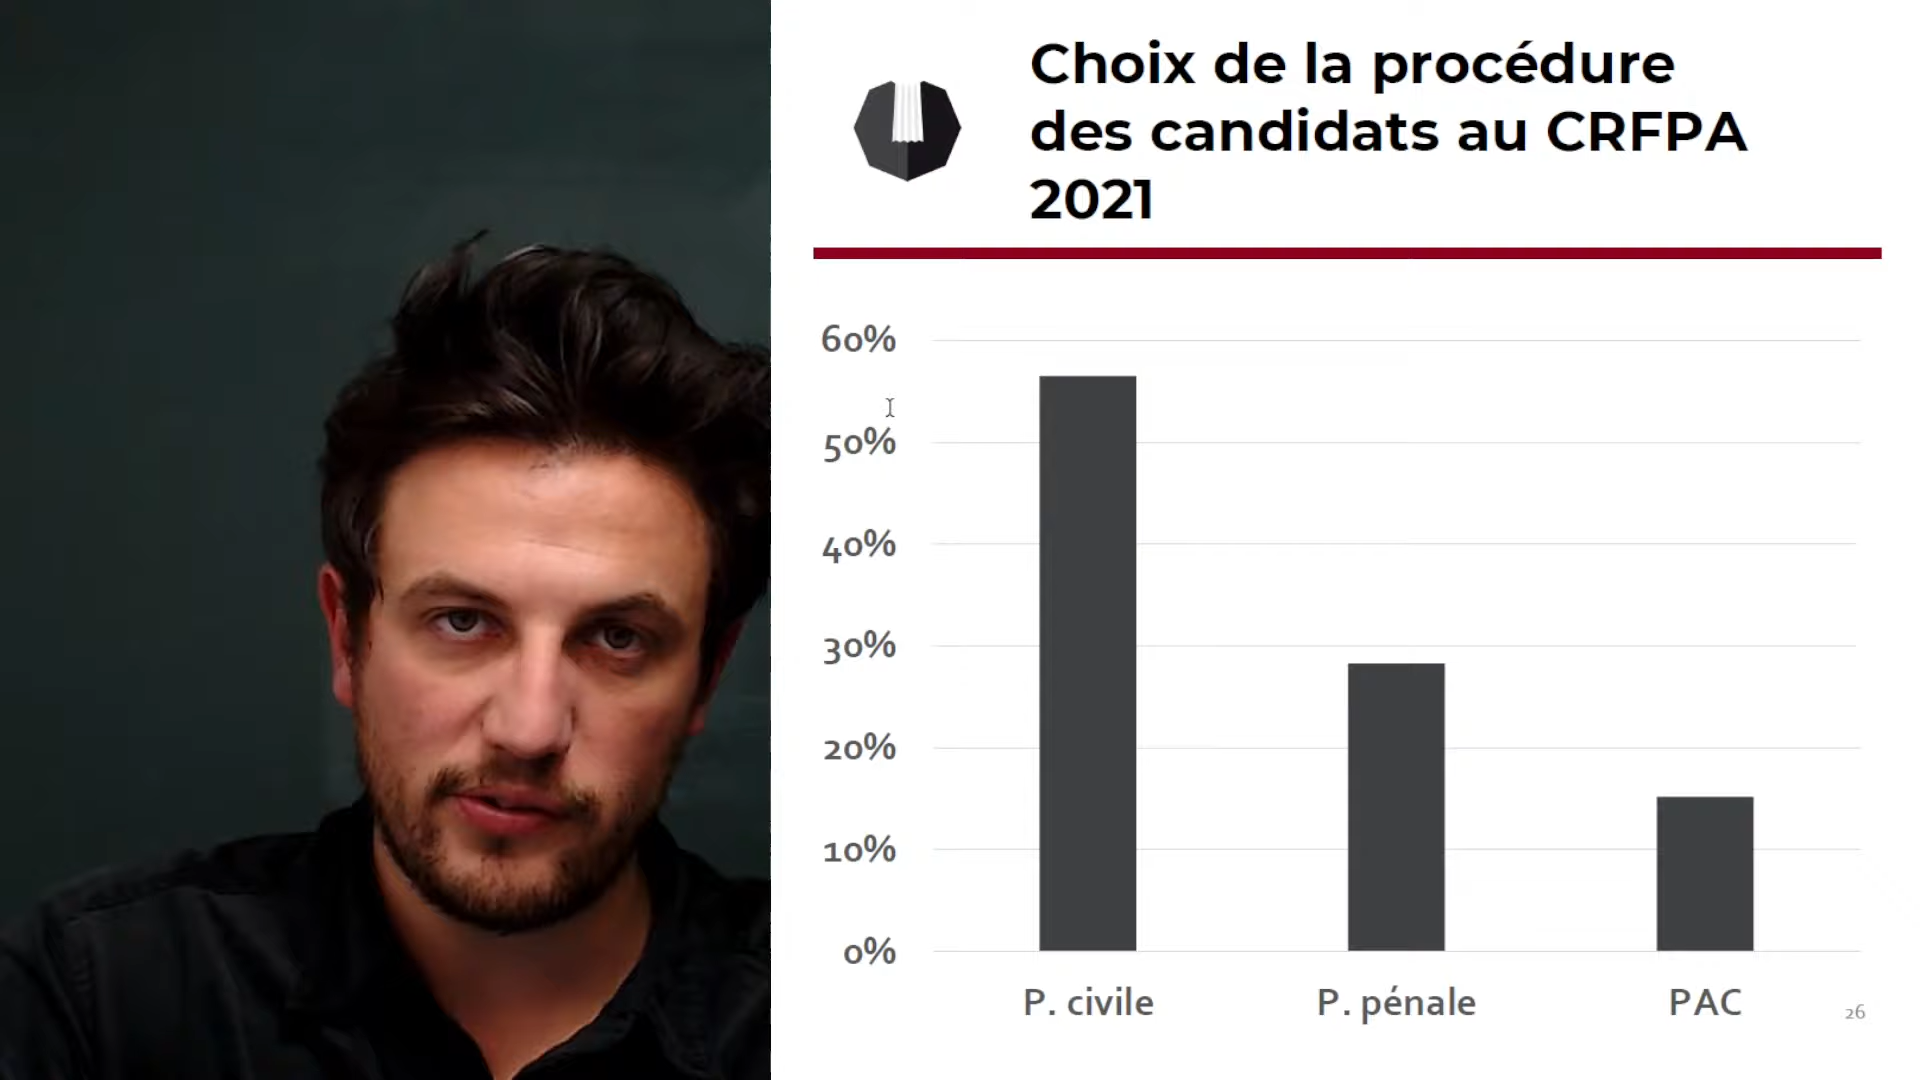 Choix de la procédure
des candidats au CRFPA
2021
60%
50%
40%
30%
20%
10%
0%
P. civile
P. pénale
PAC
26